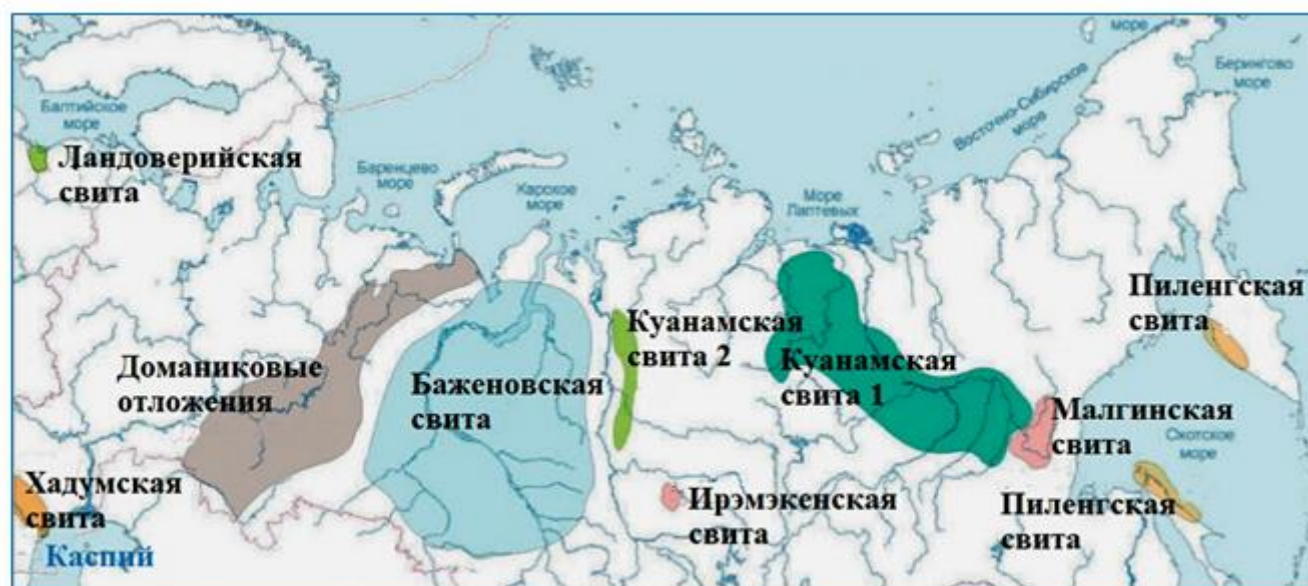 море
Берингово
море
Восточно-Сибирское
море
Балтийское
море
Ландоверийская
свита
Баренцево
море
Карское
море
Море
Лаптевых
Пиленгская
свита
Куанамская
свита 2
Куанамская
свита 1
Доманиковые
отложения
Баженовская
свита
Малгинская
свита
Охотское
море
Хадумская
свита
Ирэмэкенская
свита
Пиленгская
свита
Каспий